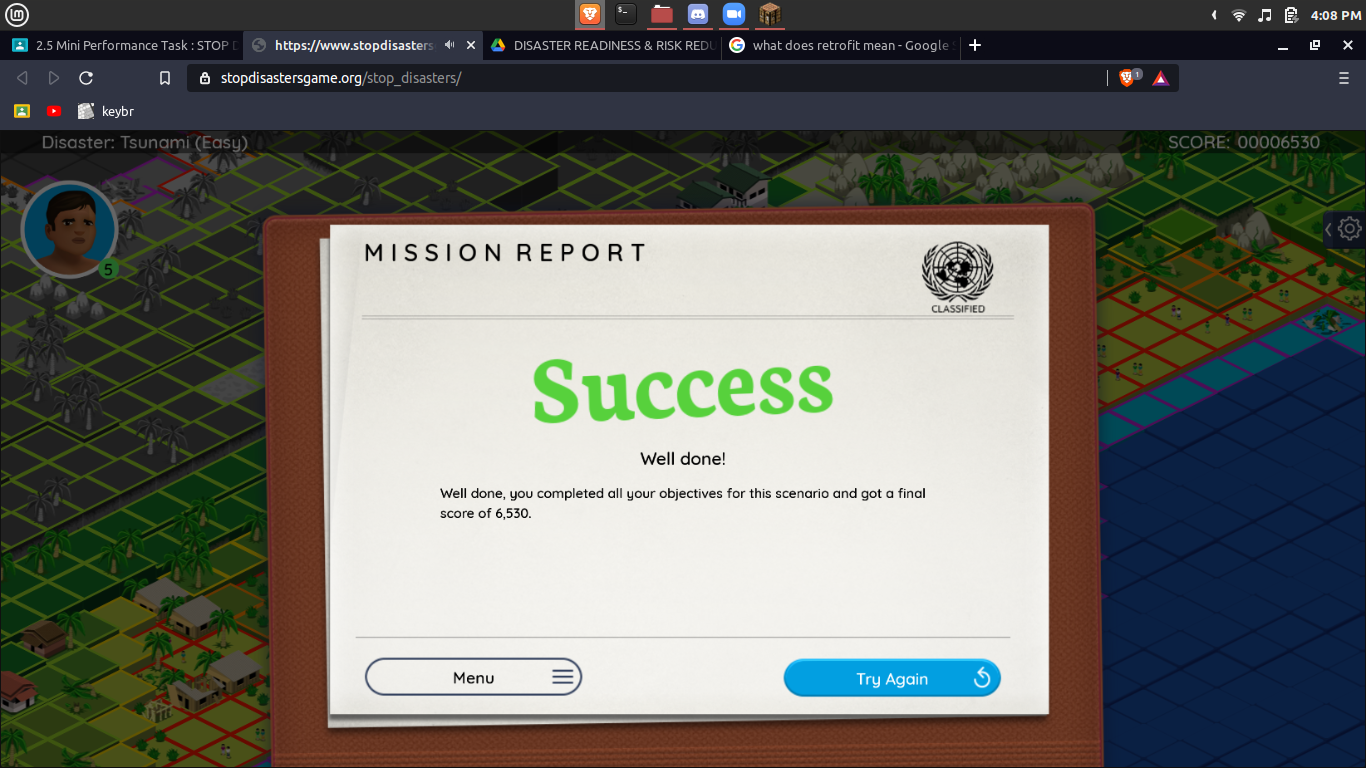 4:08 PM
2.5 Mini Performance Task : STOP D
https://www.stopdisasters
DISASTER READINESS & RISK REDU
what does retrofit mean - Google S
stopdisastersgame.org/stop_disasters/
1
keybr
Disaster: Tsunami (Easy)
SCORE: 00006530
5
MISSION REPORT
CLASSIFIED
Success
Well done!
Well done, you completed all your objectives for this scenario and got a final
score of 6,530.
Menu
Try Again